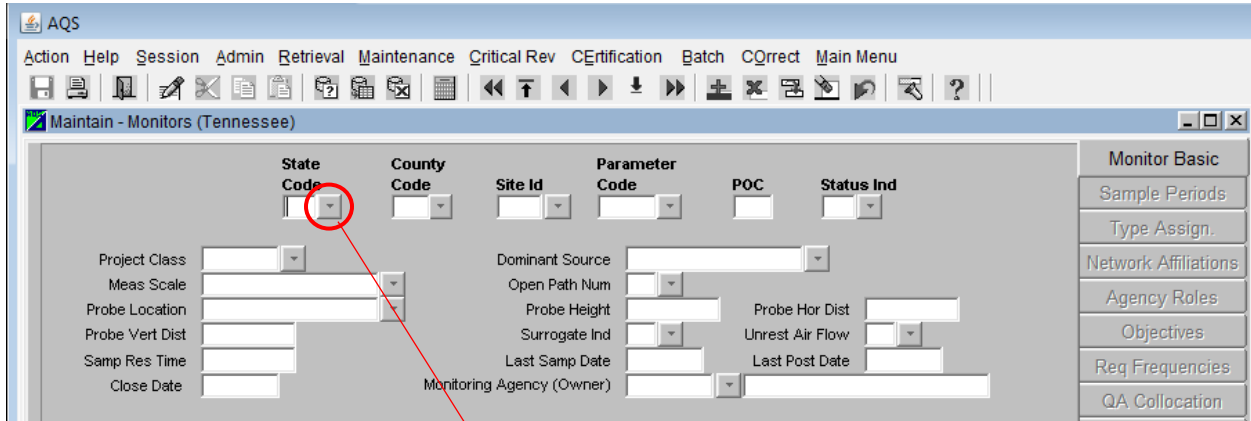 AQS
Action Help Session Admin Retrieval Maintenance Critical Rev CErtification Batch COrrect Main Menu
Maintain - Monitors (Tennessee)
State County Parameter
Code Code Site Id Code POC Status Ind
Project Class Dominant Source
Meas Scale Open Path Num
Probe Location Probe Height Probe Hor Dist
Probe Vert Dist Surrogate Ind Unrest Air Flow
Samp Res Time Last Samp Date Last Post Date
Close Date Monitoring Agency (Owner)
Monitor Basic
Sample Periods
Type Assign.
Network Affiliations
Agency Roles
Objectives
Req Frequencies
QA Collocation